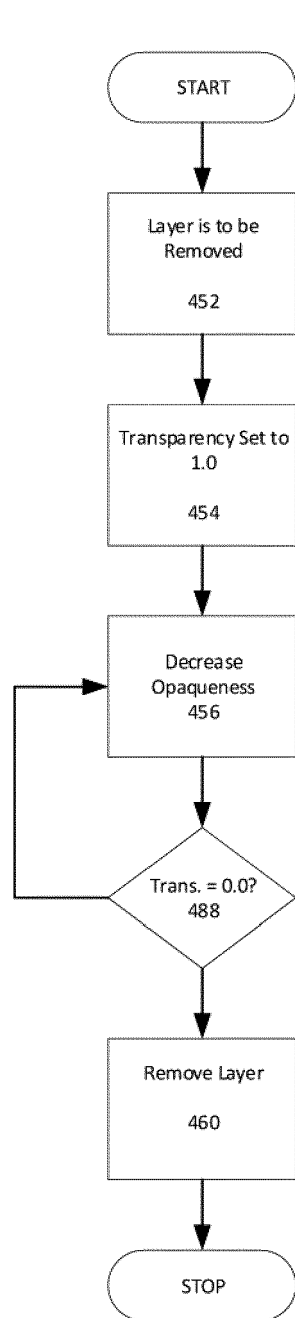 START
Layer is to be
Removed
452
Transparency Set to
1.0
454
Decrease
Opaqueness
456
Trans. = 0.0?
488
Remove Layer
460
STOP